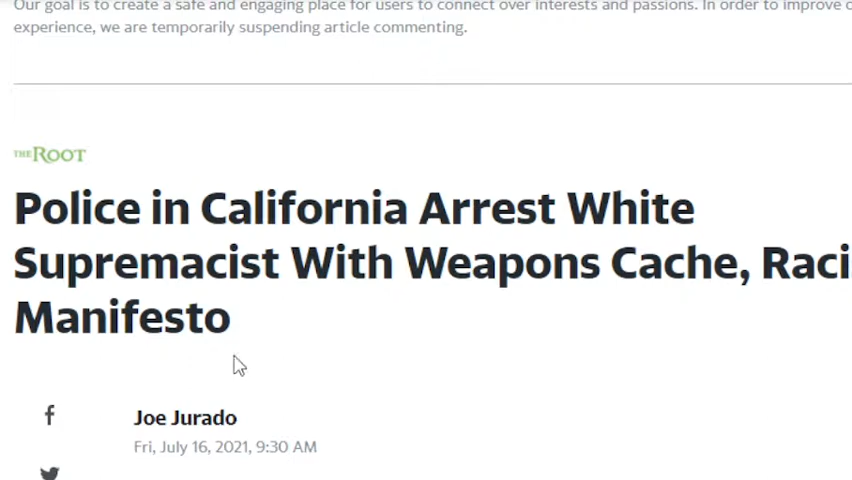 Our goal is to create a safe and engaging place for users to connect over interests and passions. In order to improve
experience, we are temporarily suspending article commenting.
THE ROOT
Police in California Arrest White
Supremacist With Weapons Cache, Raci
Manifesto
Joe Jurado
Fri, July 16, 2021, 9:30 AM